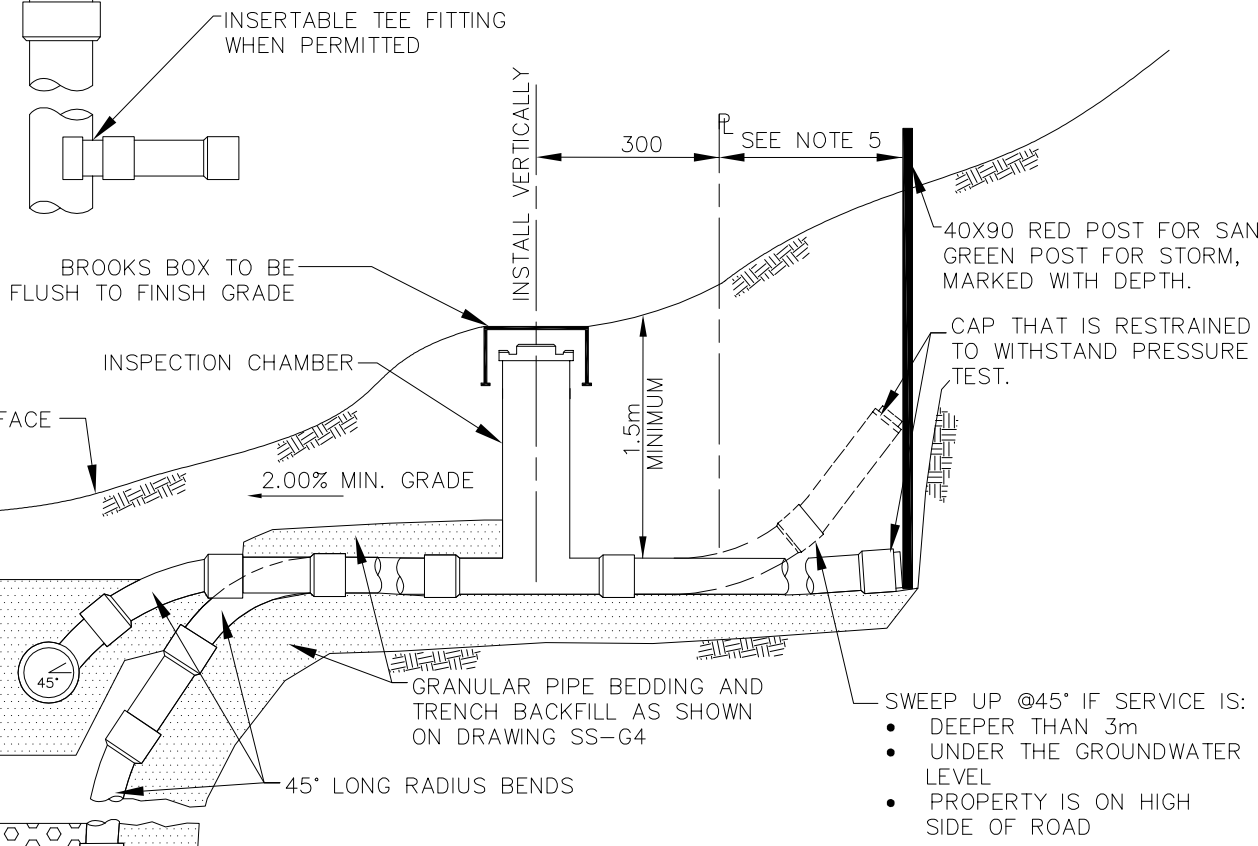 INSERTABLE TEE FITTING
WHEN PERMITTED
INSTALL VERTICALLY
300
PL
SEE NOTE 5
40X90 RED POST FOR SAN
GREEN POST FOR STORM,
MARKED WITH DEPTH.
BROOKS BOX TO BE
FLUSH TO FINISH GRADE
CAP THAT IS RESTRAINED
TO WITHSTAND PRESSURE
TEST.
INSPECTION CHAMBER
1.5m
MINIMUM
FACE
2.00% MIN. GRADE
45°
GRANULAR PIPE BEDDING AND
TRENCH BACKFILL AS SHOWN
ON DRAWING SS-G4
45° LONG RADIUS BENDS
SWEEP UP @45° IF SERVICE IS:
• DEEPER THAN 3m
• UNDER THE GROUNDWATER
LEVEL
• PROPERTY IS ON HIGH
SIDE OF ROAD